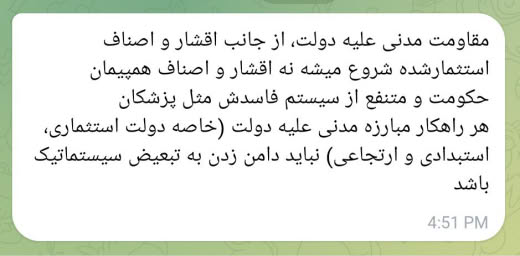 مقاومت مدنی علیه دولت، از جانب اقشار و اصناف
استثمارشده شروع میشه نه اقشار و اصناف همپیمان
حکومت و متنفع از سیستم فاسدش مثل پزشکان
هر راهکار مبارزه مدنی علیه دولت (خاصه دولت استثماری،
استبدادی و ارتجاعی) نباید دامن زدن به تبعیض سیستماتیک
باشد
4:51 PM